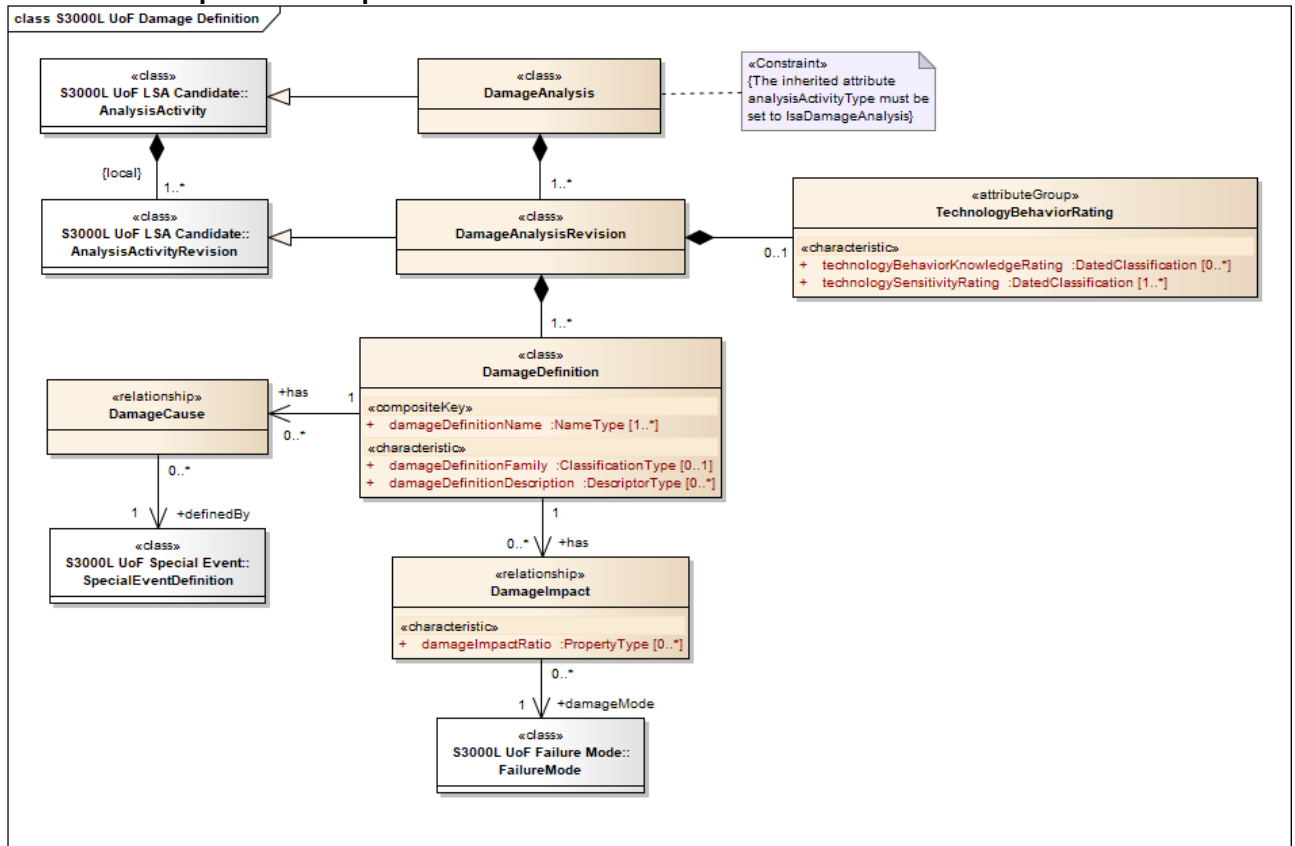 class S3000L UoF Damage Definition
«class»
S3000L UoF LSA Candidate::
AnalysisActivity
«class»
DamageAnalysis
«Constraint»
{The inherited attribute
analysisActivityType must be
set to lsaDamageAnalysis}
{local}
1..*
1..*
«class»
S3000L UoF LSA Candidate::
AnalysisActivityRevision
«class»
DamageAnalysisRevision
0..1
«attributeGroup»
TechnologyBehaviorRating
«characteristic»
+ technologyBehaviorKnowledgeRating :DatedClassification [0..*]
+ technologySensitivityRating :DatedClassification [1..*]
1..*
«class»
DamageDefinition
«compositeKey»
+ damageDefinitionName :NameType [1..*]
«characteristic»
+ damageDefinitionFamily :ClassificationType [0..1]
+ damageDefinitionDescription :DescriptorType [0..*]
«relationship»
DamageCause
+has
1
0..*
0..*
1
+definedBy
«class»
S3000L UoF Special Event::
SpecialEventDefinition
1
0..*
+has
«relationship»
DamageImpact
«characteristic»
+ damageImpactRatio :PropertyType [0..*]
0..*
1
+damageMode
«class»
S3000L UoF Failure Mode::
FailureMode